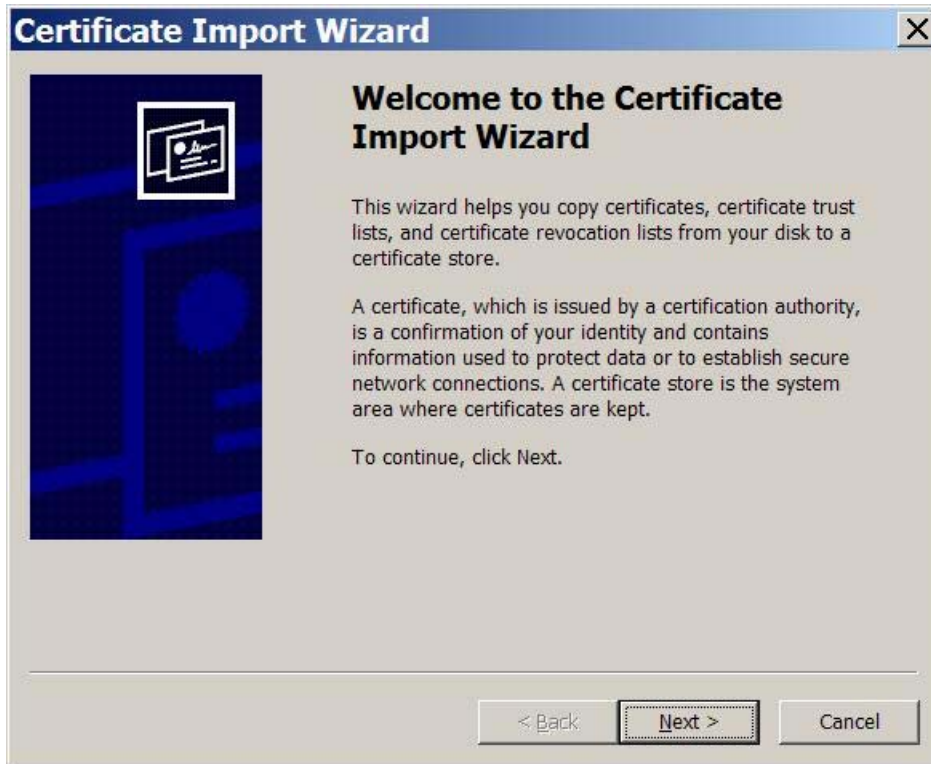 Certificate Import Wizard
Welcome to the Certificate
Import Wizard
This wizard helps you copy certificates, certificate trust
lists, and certificate revocation lists from your disk to a
certificate store.
A certificate, which is issued by a certification authority,
is a confirmation of your identity and contains
information used to protect data or to establish secure
network connections. A certificate store is the system
area where certificates are kept.
To continue, click Next.
< Back Next > Cancel